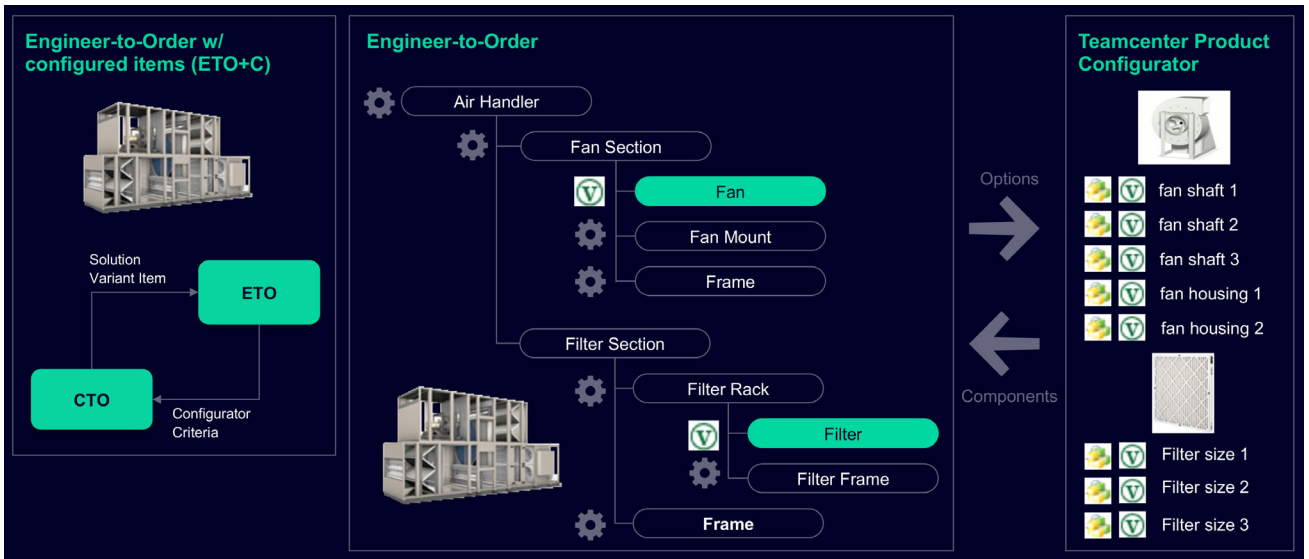 Engineer-to-Order w/
configured items (ETO+C)
Solution
Variant Item
ETO
CTO
Configurator
Criteria
Engineer-to-Order
Air Handler
Fan Section
V
Fan
Fan Mount
Frame
Filter Section
Filter Rack
V
Filter
Filter Frame
Frame
Options
Components
Teamcenter Product
Configurator
V fan shaft 1
V fan shaft 2
V fan shaft 3
V fan housing 1
V fan housing 2
V Filter size 1
V Filter size 2
V Filter size 3